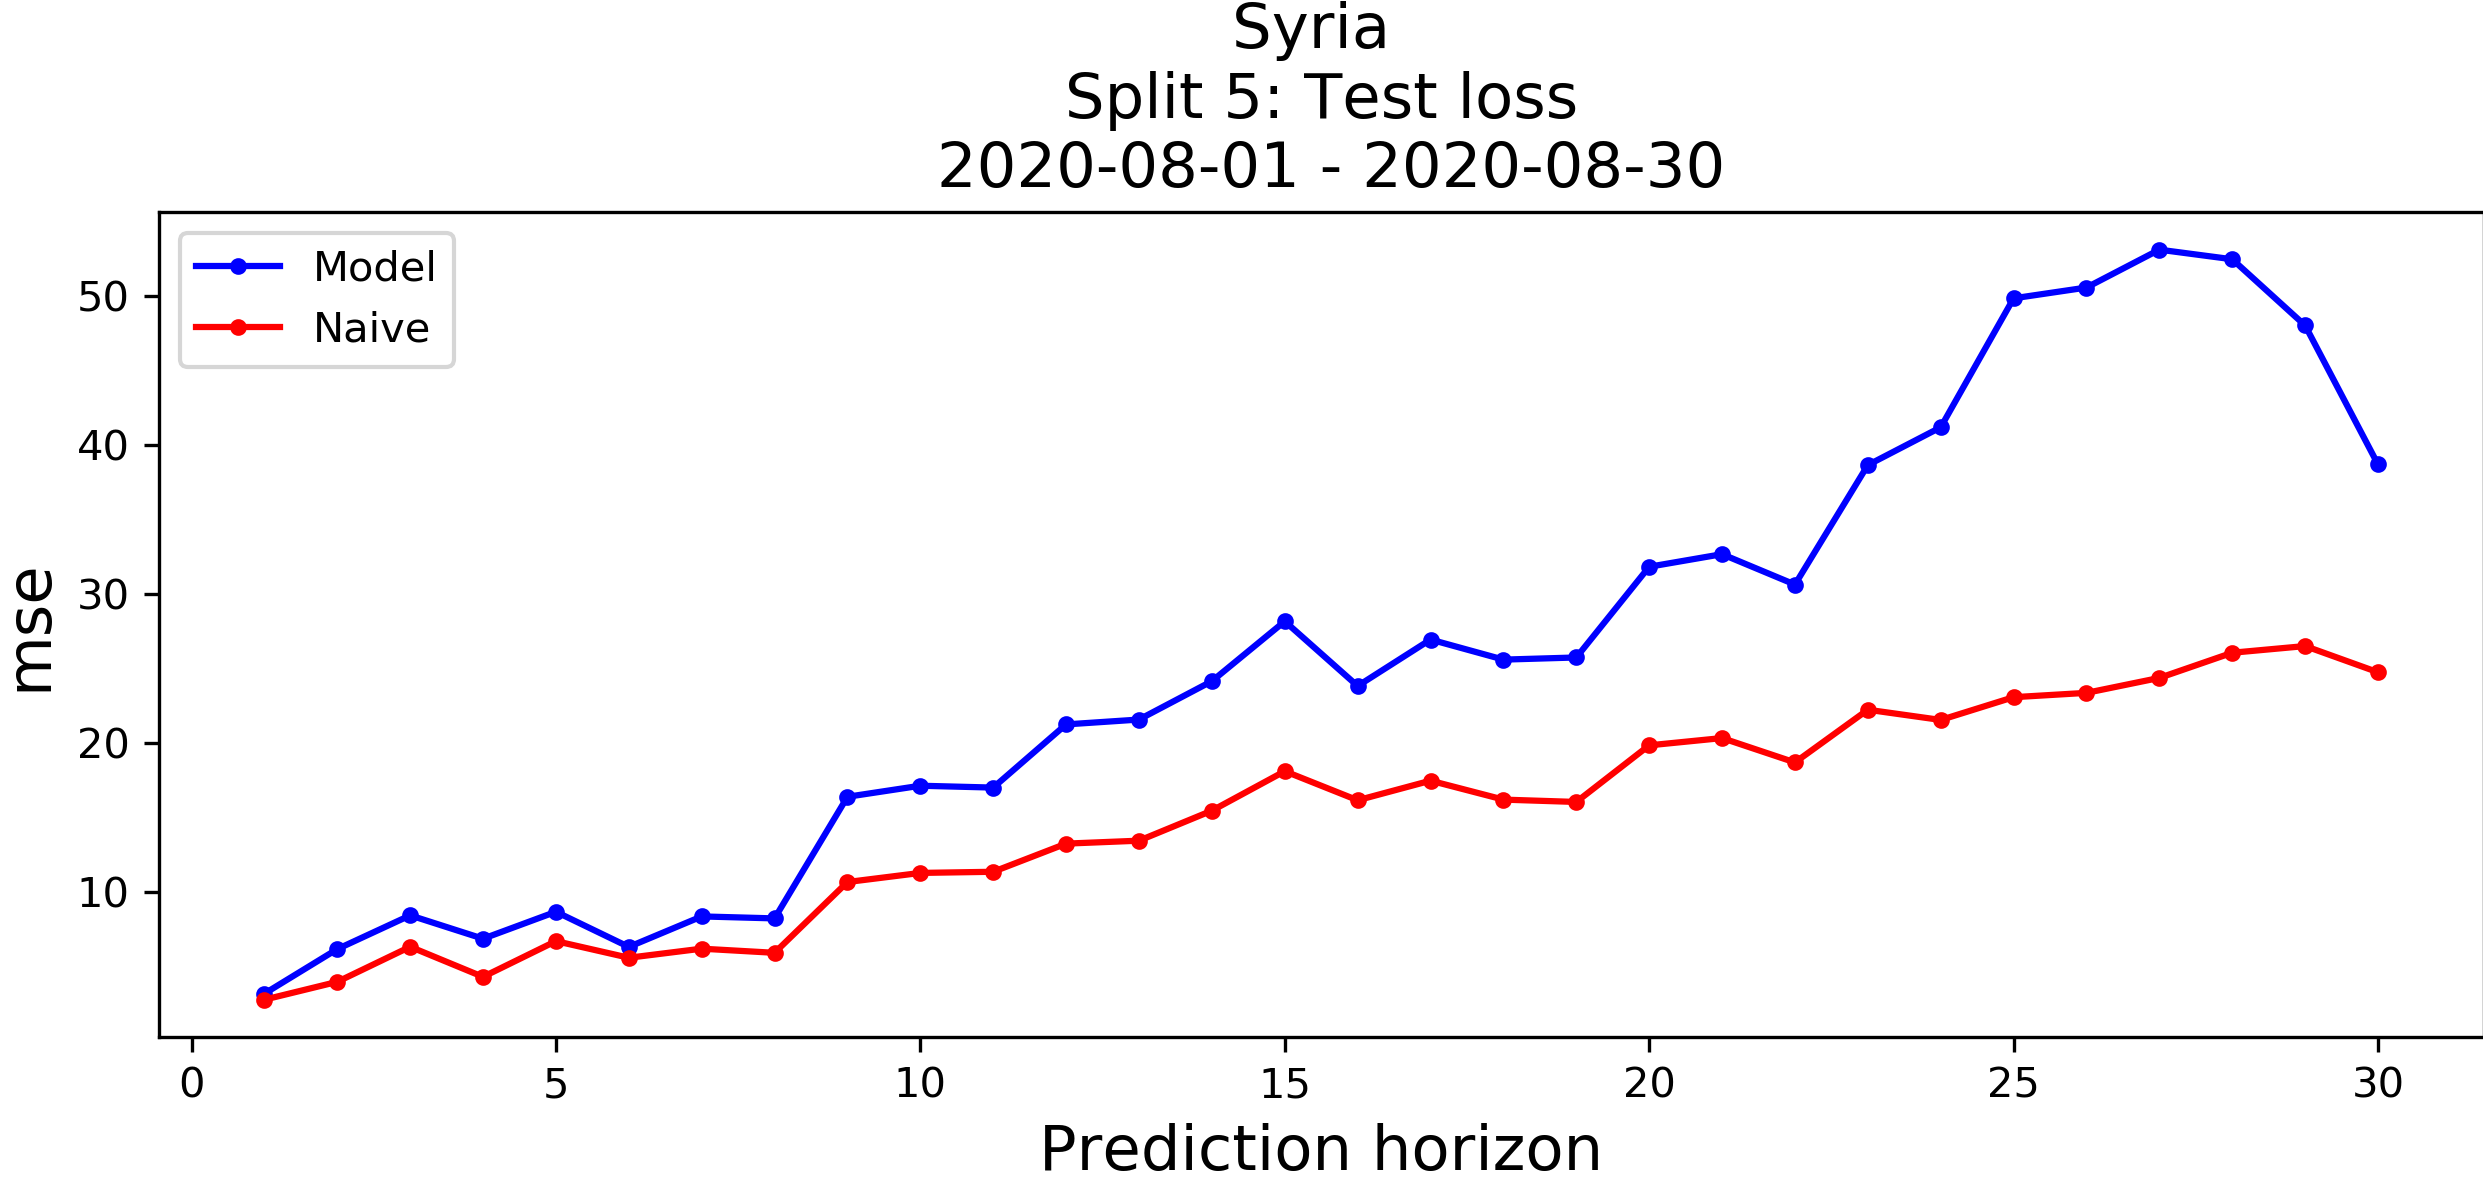 Syria
Split 5: Test loss
2020-08-01 - 2020-08-30
Model
Naive
mse
50
40
30
20
10
0 5 10 15 20 25 30
Prediction horizon